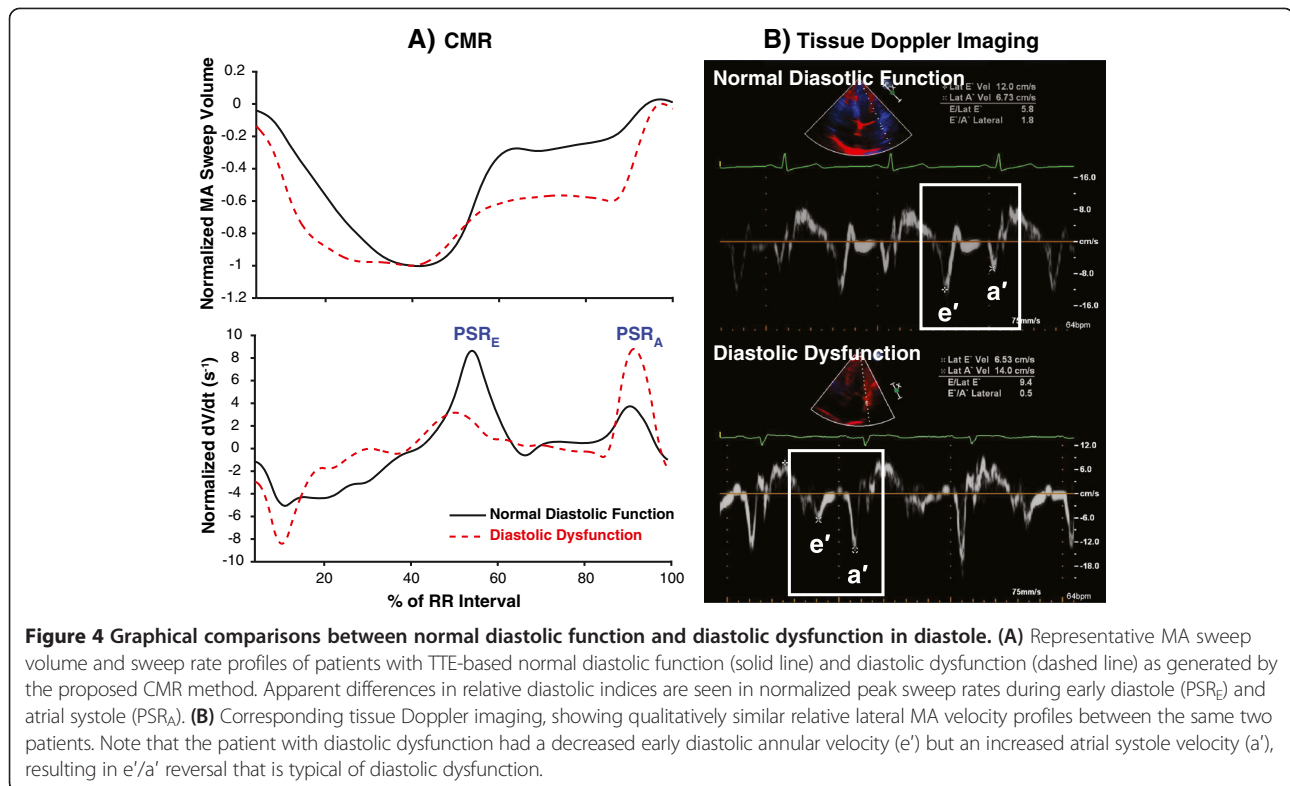 A) CMR
Normalized MA Sweep Volume
0.2
0
-0.2
-0.4
-0.6
-0.8
-1
-1.2
Normalized dV/dt (s⁻¹)
10
8
6
4
2
0
-2
-4
-6
-8
-10
PSR_E
PSR_A
Normal Diastolic Function
Diastolic Dysfunction
20
40
60
80
100
% of RR Interval
B) Tissue Doppler Imaging
Normal Diasotlic Function
Lat E' Vel 12.0 cm/s
Lat A' Vel 6.73 cm/s
E/Lat E' 5.8
E'/A' Lateral 1.8
16.0
8.0
cm/s
-8.0
-16.0
e′
a′
75mm/s
64bpm
Diastolic Dysfunction
Lat E' Vel 6.53 cm/s
Lat A' Vel 14.0 cm/s
E/Lat E' 9.4
E'/A' Lateral 0.5
12.0
6.0
cm/s
-6.0
-12.0
-18.0
e′
a′
75mm/s
64bpm
Figure 4 Graphical comparisons between normal diastolic function and diastolic dysfunction in diastole. (A) Representative MA sweep
volume and sweep rate profiles of patients with TTE-based normal diastolic function (solid line) and diastolic dysfunction (dashed line) as generated by
the proposed CMR method. Apparent differences in relative diastolic indices are seen in normalized peak sweep rates during early diastole (PSR_E) and
atrial systole (PSR_A). (B) Corresponding tissue Doppler imaging, showing qualitatively similar relative lateral MA velocity profiles between the same two
patients. Note that the patient with diastolic dysfunction had a decreased early diastolic annular velocity (e′) but an increased atrial systole velocity (a′),
resulting in e′/a′ reversal that is typical of diastolic dysfunction.